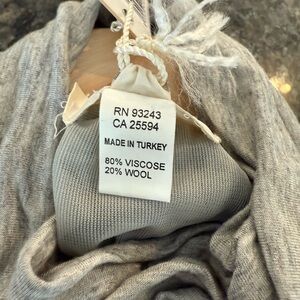 RN 93243
CA 25594
MADE IN TURKEY
80% VISCOSE
20% WOOL